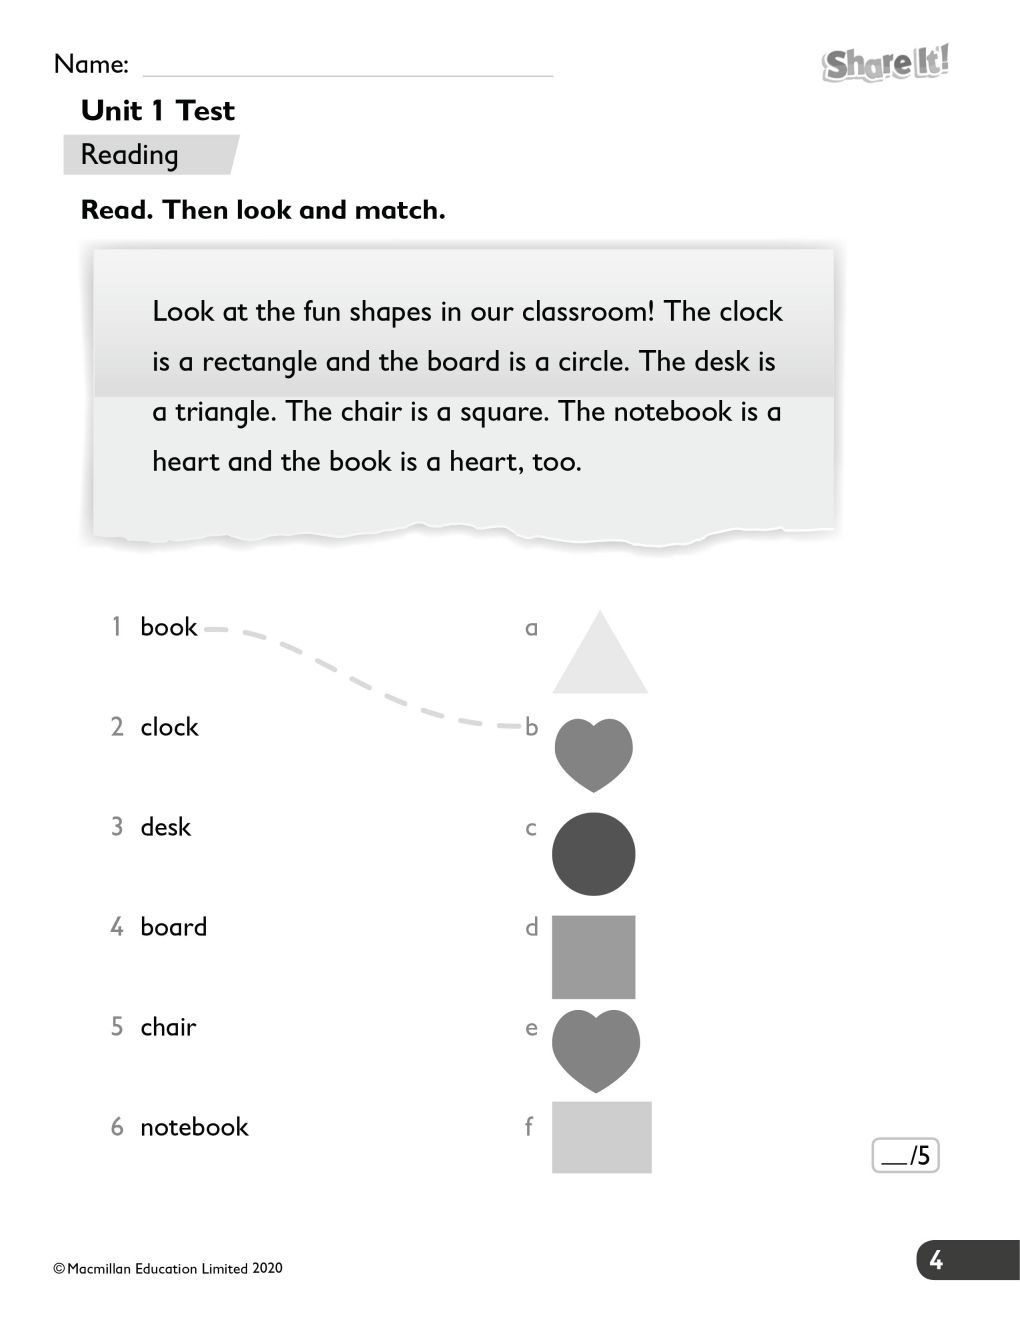 Name:
Share It!
Unit 1 Test
Reading
Read. Then look and match.
Look at the fun shapes in our classroom! The clock
is a rectangle and the board is a circle. The desk is
a triangle. The chair is a square. The notebook is a
heart and the book is a heart, too.
1 book a
2 clock b
3 desk c
4 board d
5 chair e
6 notebook f
__/5
©Macmillan Education Limited 2020
4